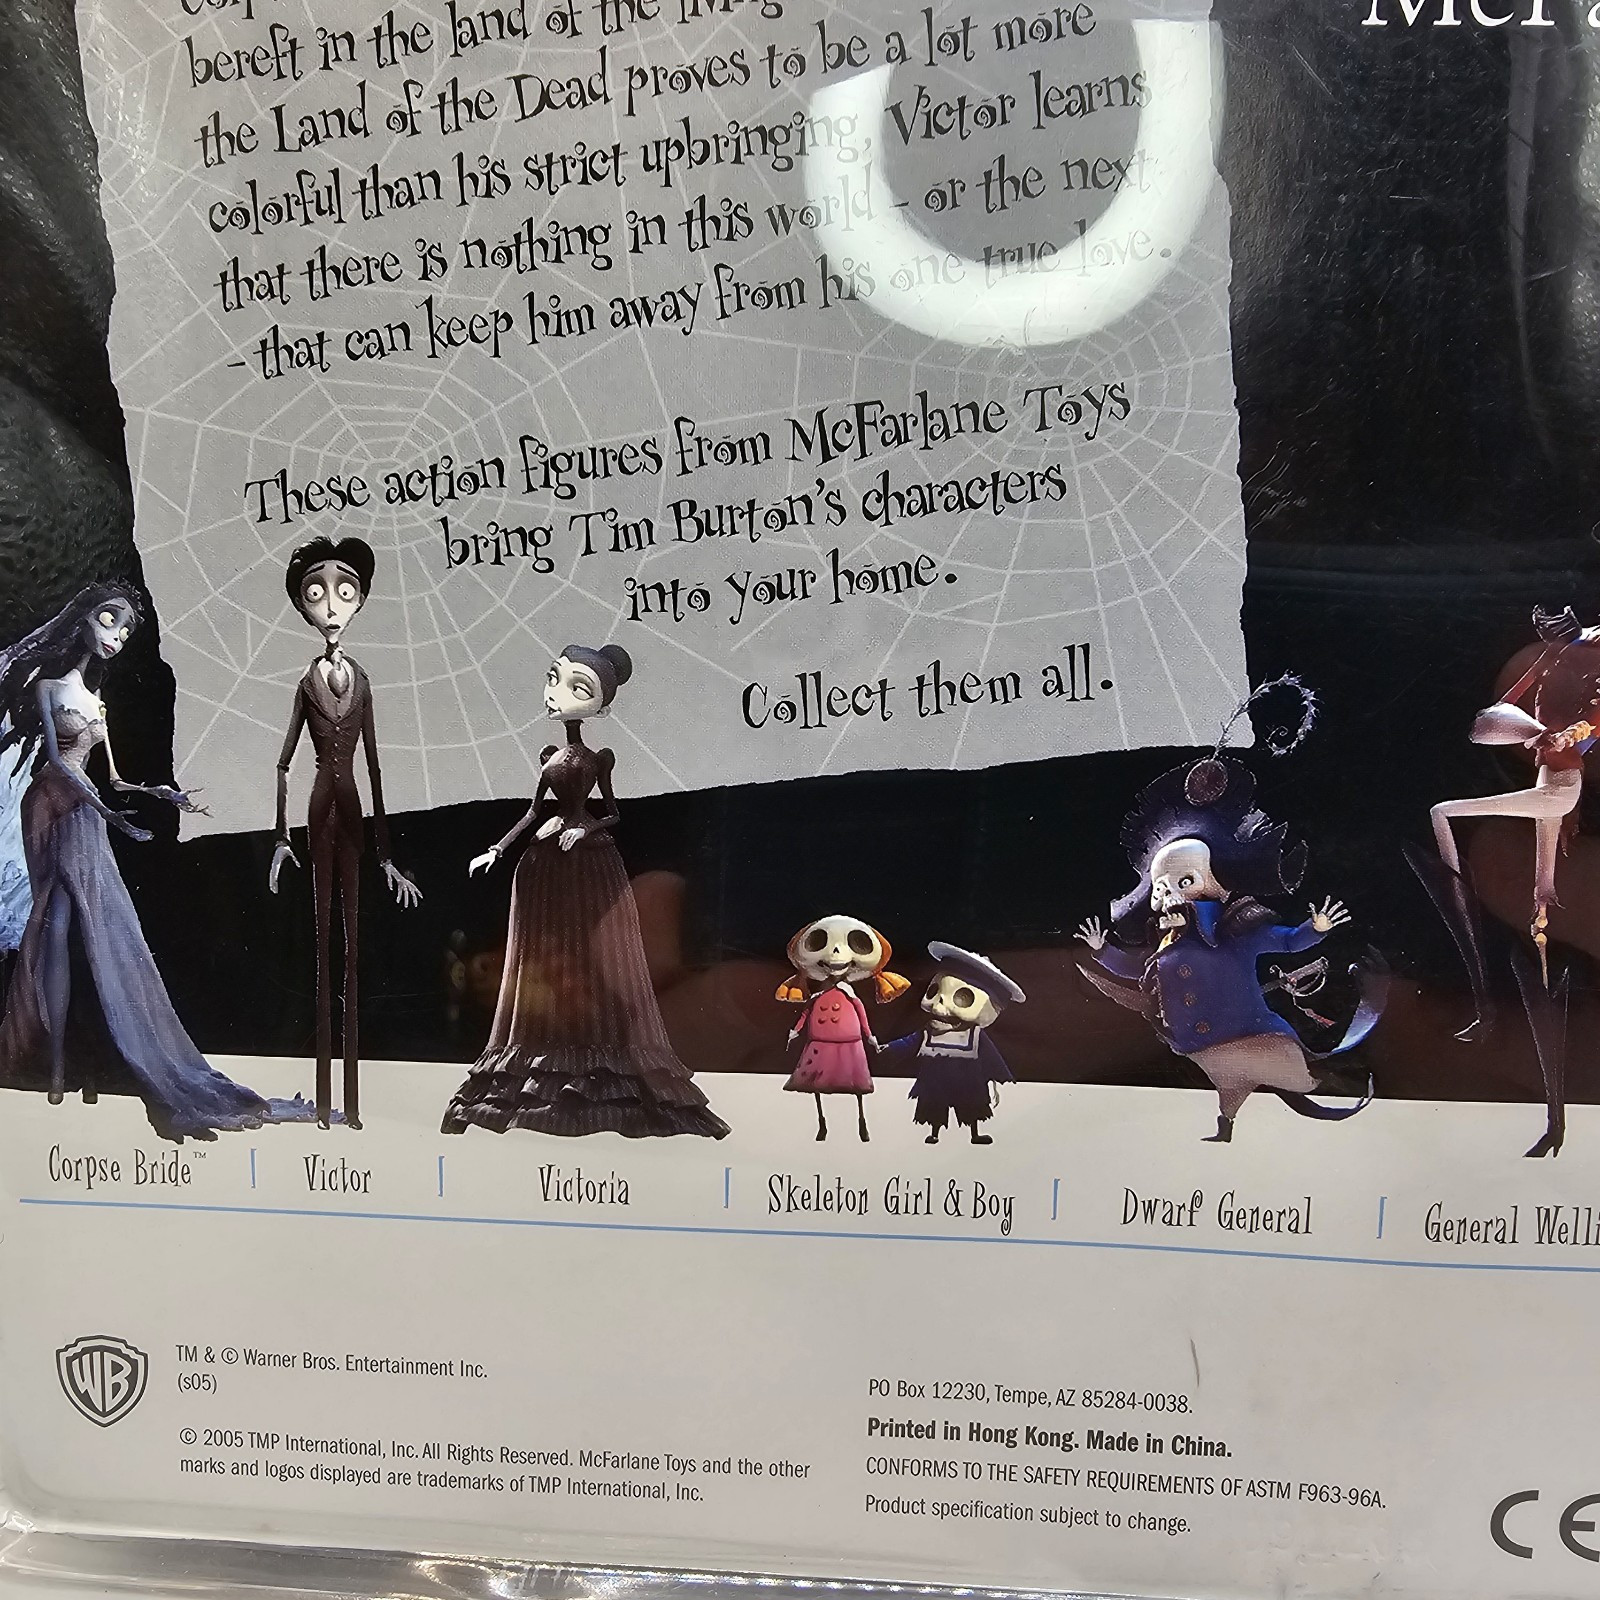 bereft in the land of the living
the Land of the Dead proves to be a lot more
colorful than his strict upbringing, Victor learns
that there is nothing in this world - or the next
- that can keep him away from his one true love.
These action figures from McFarlane Toys
bring Tim Burton's characters
into your home.
Collect them all.
Corpse Bride™ | Victor | Victoria | Skeleton Girl & Boy | Dwarf General | General
WB
TM & © Warner Bros. Entertainment Inc.
(s05)
© 2005 TMP International, Inc. All Rights Reserved. McFarlane Toys and the other
marks and logos displayed are trademarks of TMP International, Inc.
PO Box 12230, Tempe, AZ 85284-0038.
Printed in Hong Kong. Made in China.
CONFORMS TO THE SAFETY REQUIREMENTS OF ASTM F963-96A.
Product specification subject to change.
CE